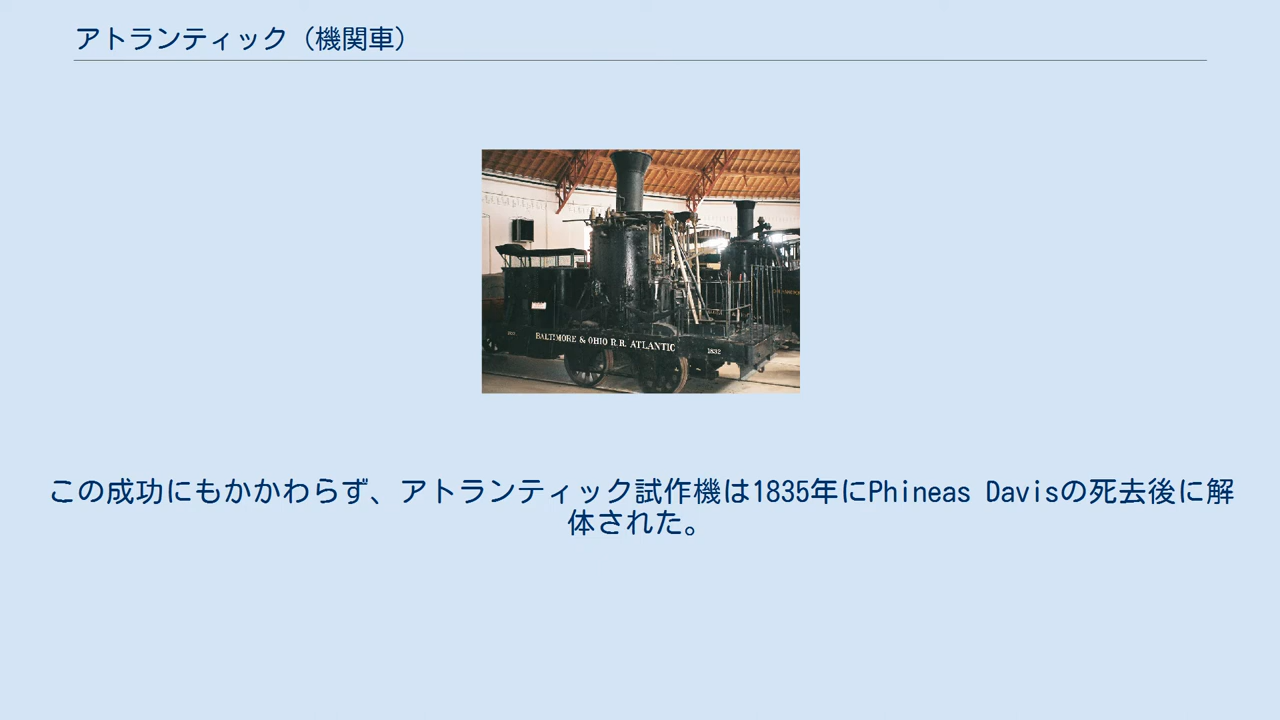 アトランティック（機関車）
BALTIMORE & OHIO R.R. ATLANTIC
1832
この成功にもかかわらず、アトランティック試作機は1835年にPhineas Davisの死去後に解
体された。